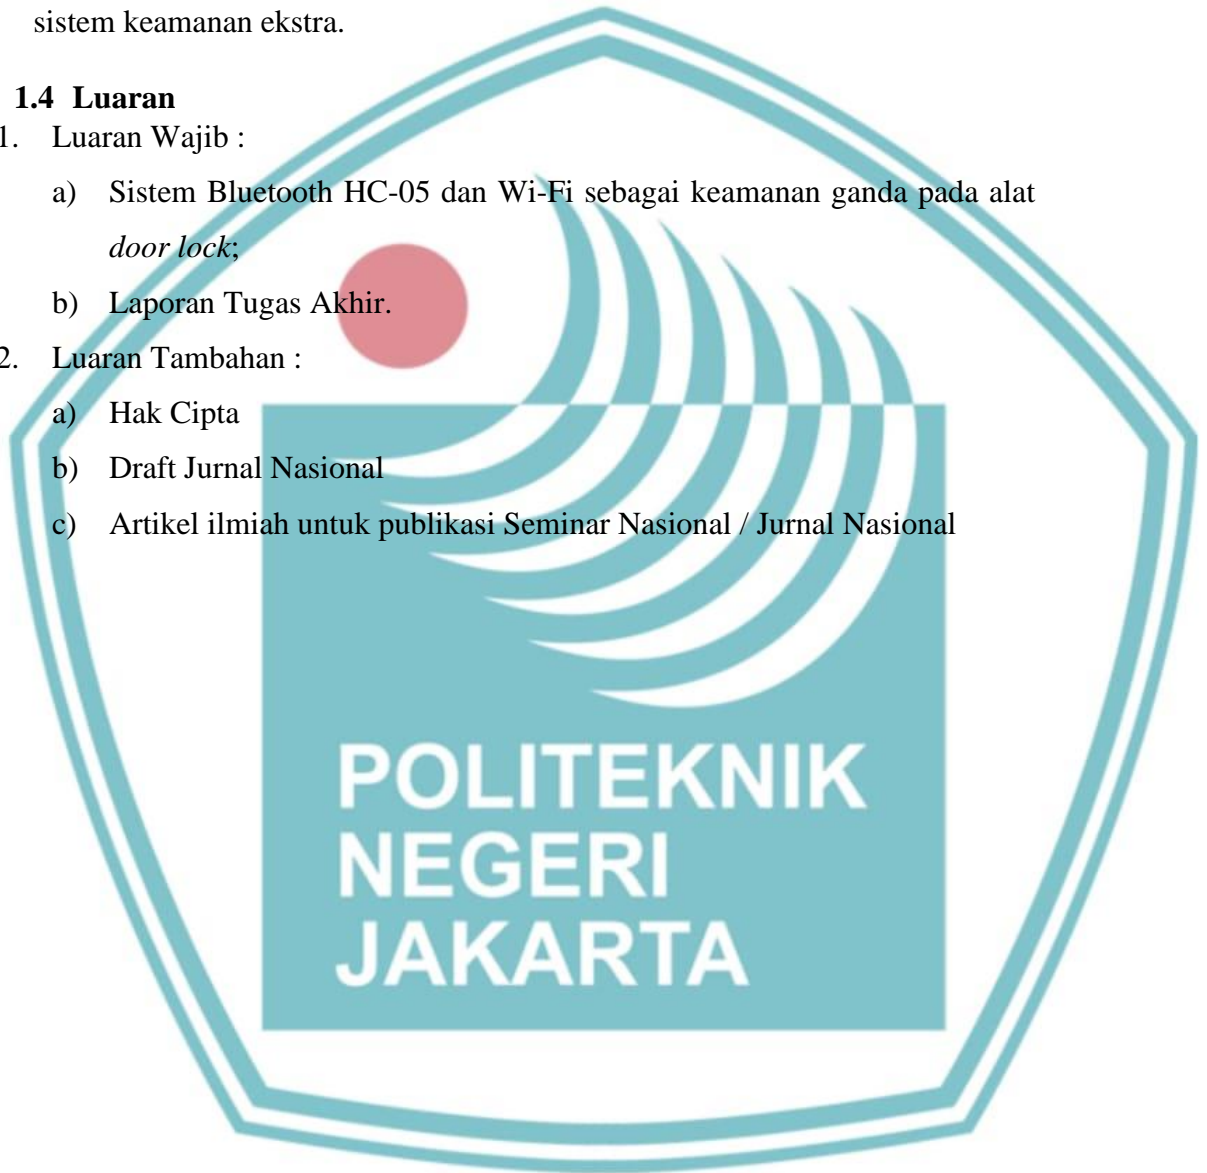 sistem keamanan ekstra.
1.4 Luaran
1. Luaran Wajib :
a) Sistem Bluetooth HC-05 dan Wi-Fi sebagai keamanan ganda pada alat
door lock;
b) Laporan Tugas Akhir.
2. Luaran Tambahan :
a) Hak Cipta
b) Draft Jurnal Nasional
c) Artikel ilmiah untuk publikasi Seminar Nasional / Jurnal Nasional
POLITEKNIK
NEGERI
JAKARTA